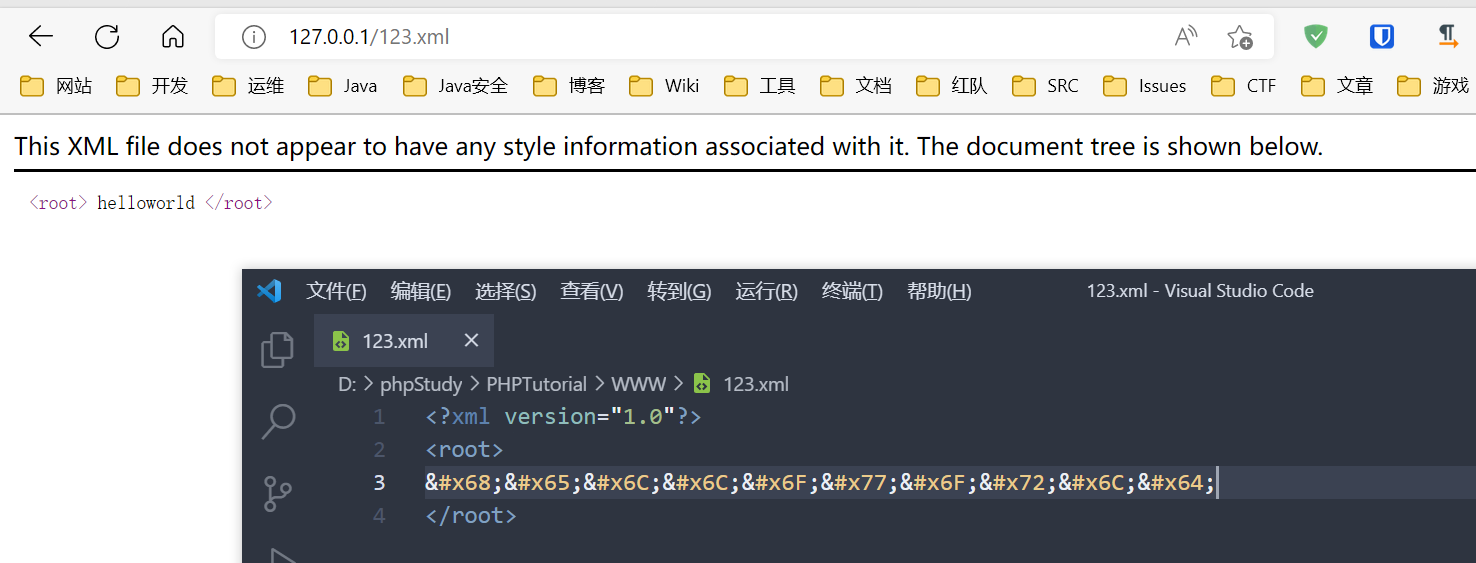 127.0.0.1/123.xml
网站 开发 运维 Java Java安全 博客 Wiki 工具 文档 红队 SRC Issues CTF 文章 游戏
This XML file does not appear to have any style information associated with it. The document tree is shown below.
<root> helloworld </root>
文件(F) 编辑(E) 选择(S) 查看(V) 转到(G) 运行(R) 终端(T) 帮助(H) 123.xml - Visual Studio Code
123.xml
D: > phpStudy > PHPTutorial > WWW > 123.xml
1 <?xml version="1.0"?>
2 <root>
3 &#x68;&#x65;&#x6C;&#x6C;&#x6F;&#x77;&#x6F;&#x72;&#x6C;&#x64;
4 </root>